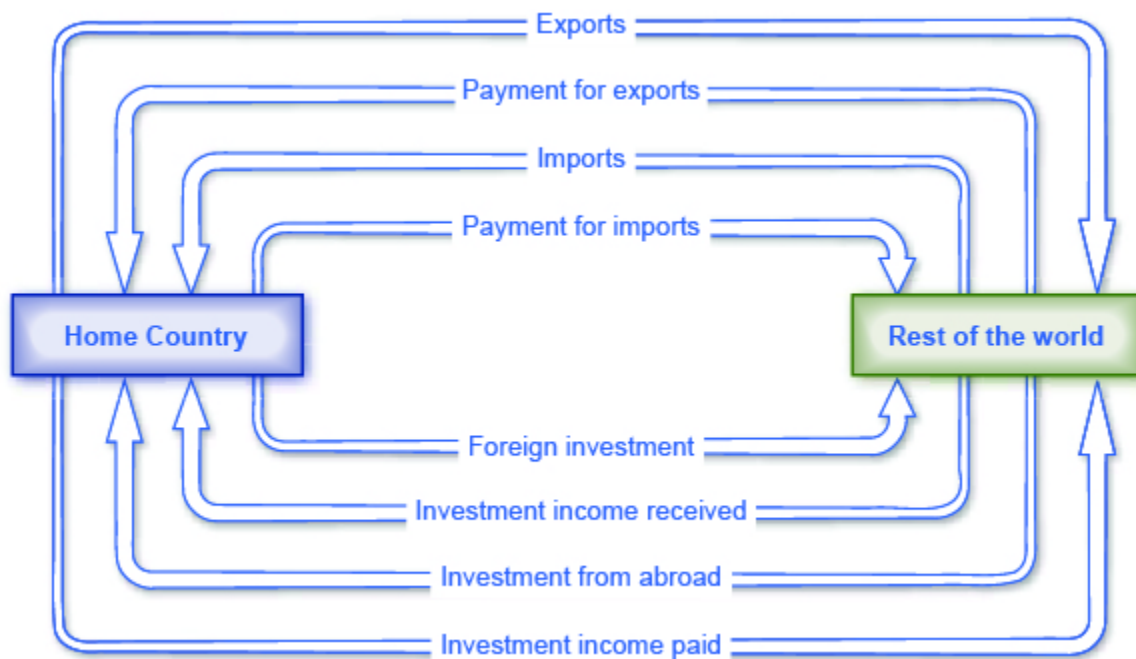 Exports
Payment for exports
Imports
Payment for imports
Home Country
Rest of the world
Foreign investment
Investment income received
Investment from abroad
Investment income paid